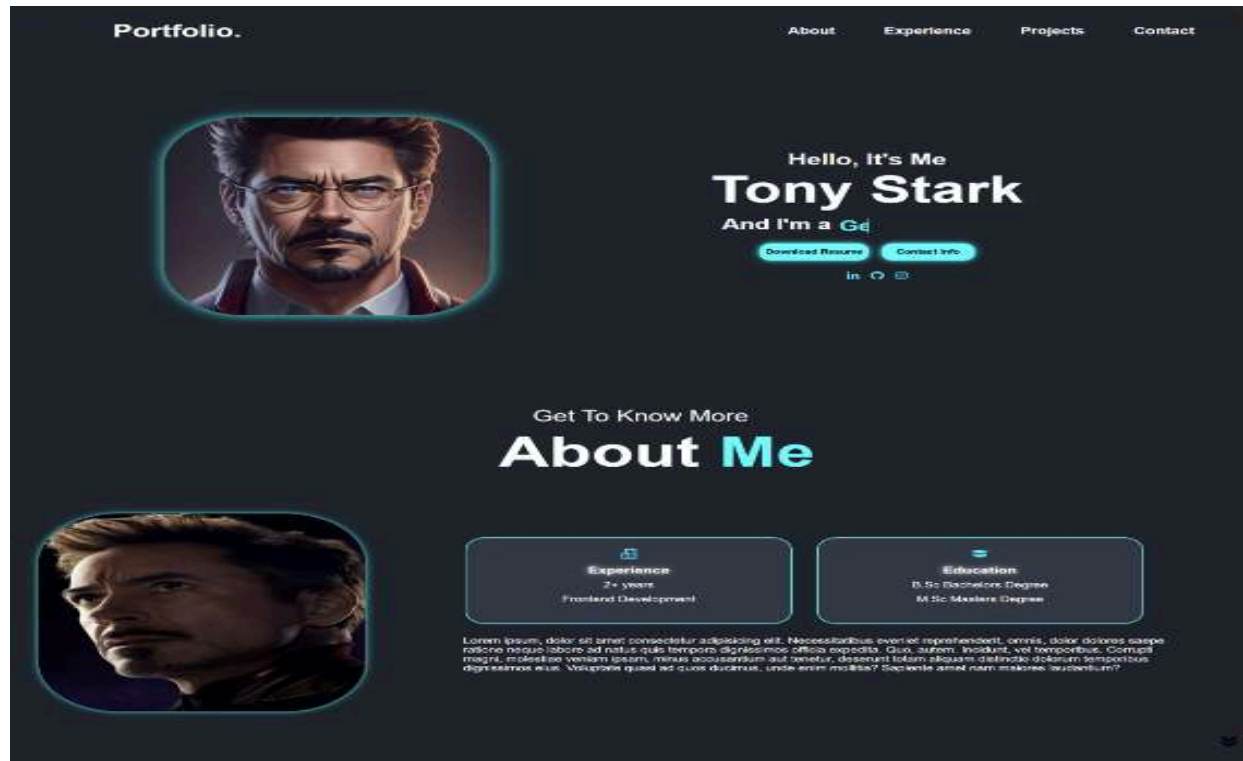 Portfolio.
About Experience Projects Contact
Hello, It's Me
Tony Stark
And I'm a Ge
Download Resume Contact Info
in
Get To Know More
About Me
Experience
2+ years
Frontend Development
Education
B.Sc Bachelors Degree
M.Sc Masters Degree
Lorem ipsum, dolor sit amet consectetur adipisicing elit. Necessitatibus eveniet reprehenderit, omnis, dolor dolores saepe
ratione neque labore ad natus quis tempora dignissimos officia expedita. Quo, autem. Incidunt, vel temporibus. Corrupti
magni, molestiae veniam ipsam, minus accusantium aut tenetur, deserunt totam aliquam distinctio dolorum temporibus
dignissimos eius. Voluptate quasi ad quos ducimus, unde enim mollitia? Sapiente amet nam maiores laudantium?